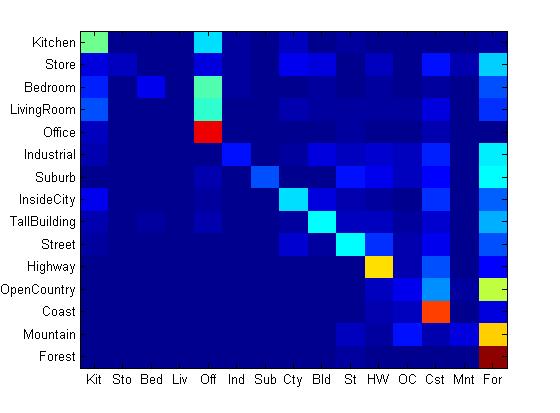 Kitchen
Store
Bedroom
LivingRoom
Office
Industrial
Suburb
InsideCity
TallBuilding
Street
Highway
OpenCountry
Coast
Mountain
Forest
Kit Sto Bed Liv Off Ind Sub Cty Bld St HW OC Cst Mnt For